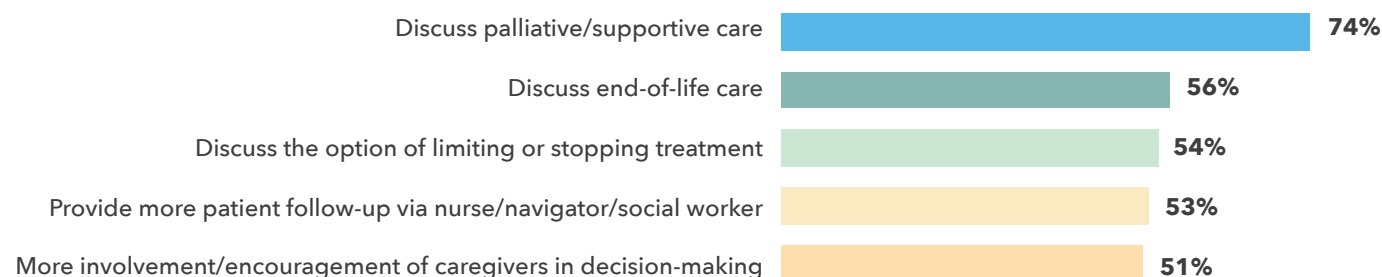 Discuss palliative/supportive care 74%
Discuss end-of-life care 56%
Discuss the option of limiting or stopping treatment 54%
Provide more patient follow-up via nurse/navigator/social worker 53%
More involvement/encouragement of caregivers in decision-making 51%